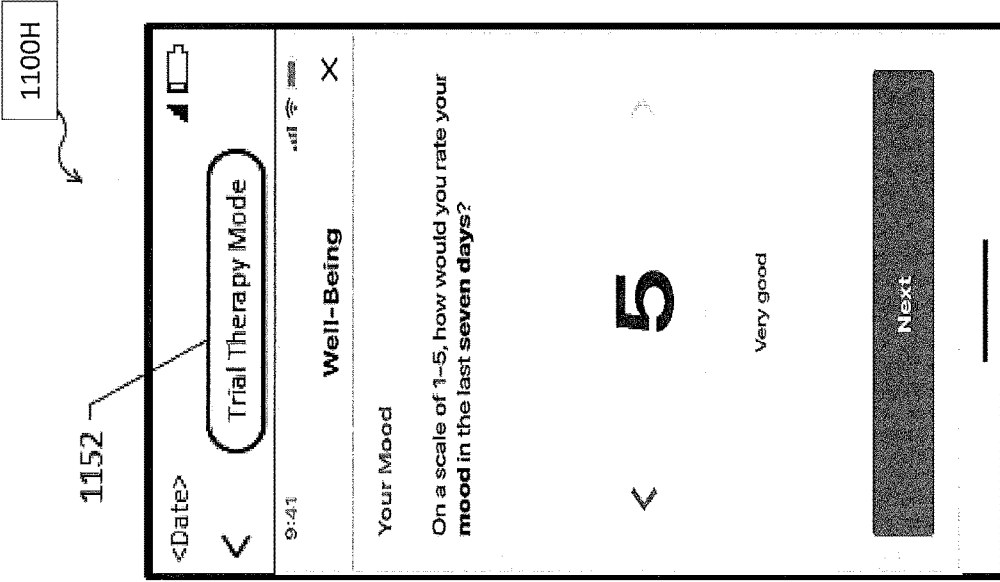 1100H
1152
<Date>
< Trial Therapy Mode
9:41
Well-Being X
Your Mood
On a scale of 1–5, how would you rate your
mood in the last seven days?
< 5 >
Very good
Next